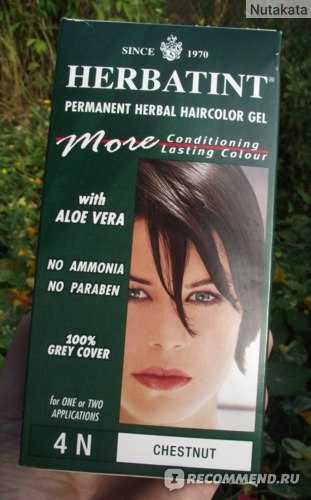 Nutakata
SINCE 1970
HERBATINT®
PERMANENT HERBAL HAIRCOLOR GEL
More Conditioning
Lasting Colour
with
ALOE VERA
NO AMMONIA
NO PARABEN
100%
GREY COVER
for ONE or TWO
APPLICATIONS
4 N CHESTNUT
IRECOMMEND.RU